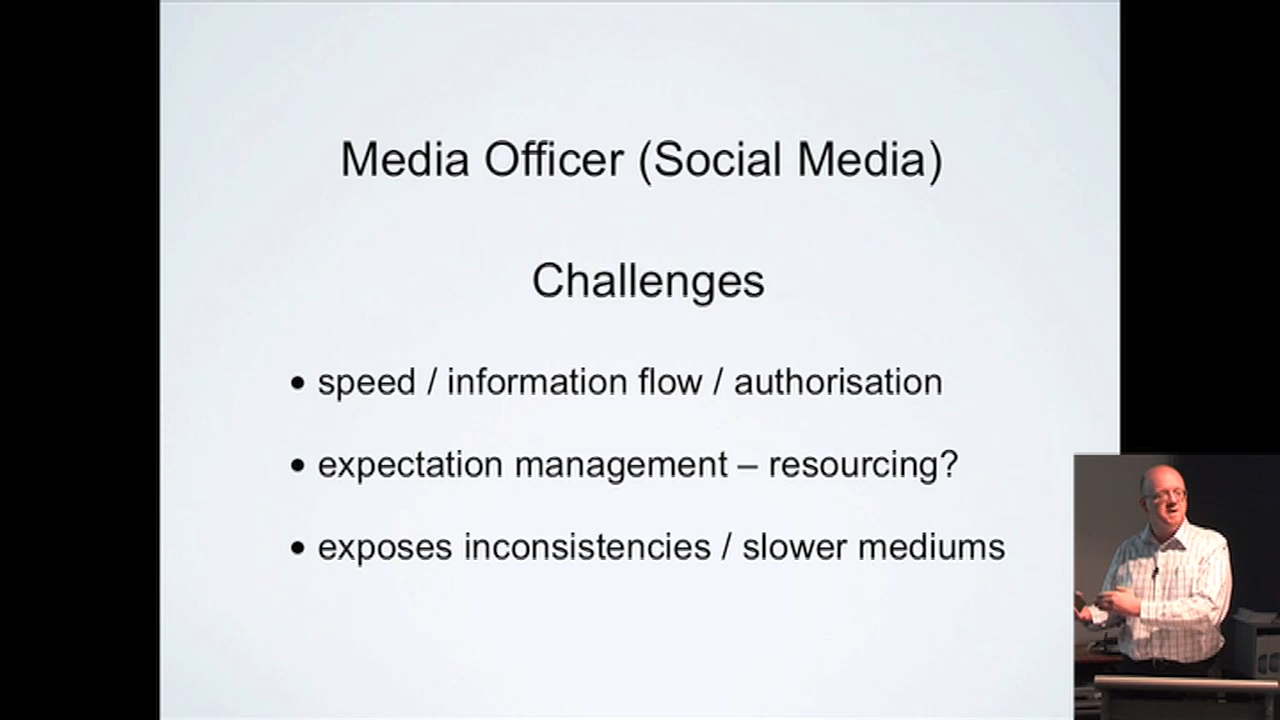 Media Officer (Social Media)
Challenges
• speed / information flow / authorisation
• expectation management – resourcing?
• exposes inconsistencies / slower mediums